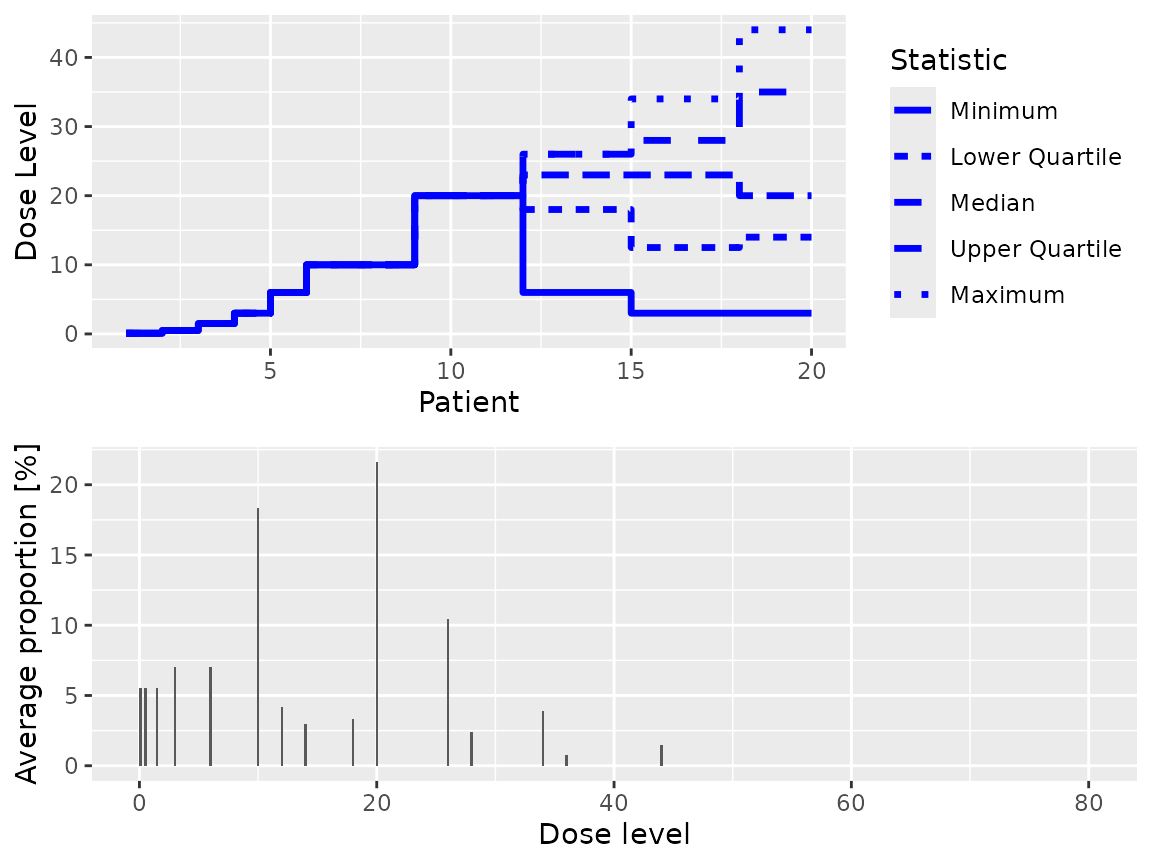 Dose Level
40
30
20
10
0
5 10 15 20
Patient
Statistic
Minimum
Lower Quartile
Median
Upper Quartile
Maximum
Average proportion [%]
20
15
10
5
0
0 20 40 60 80
Dose level